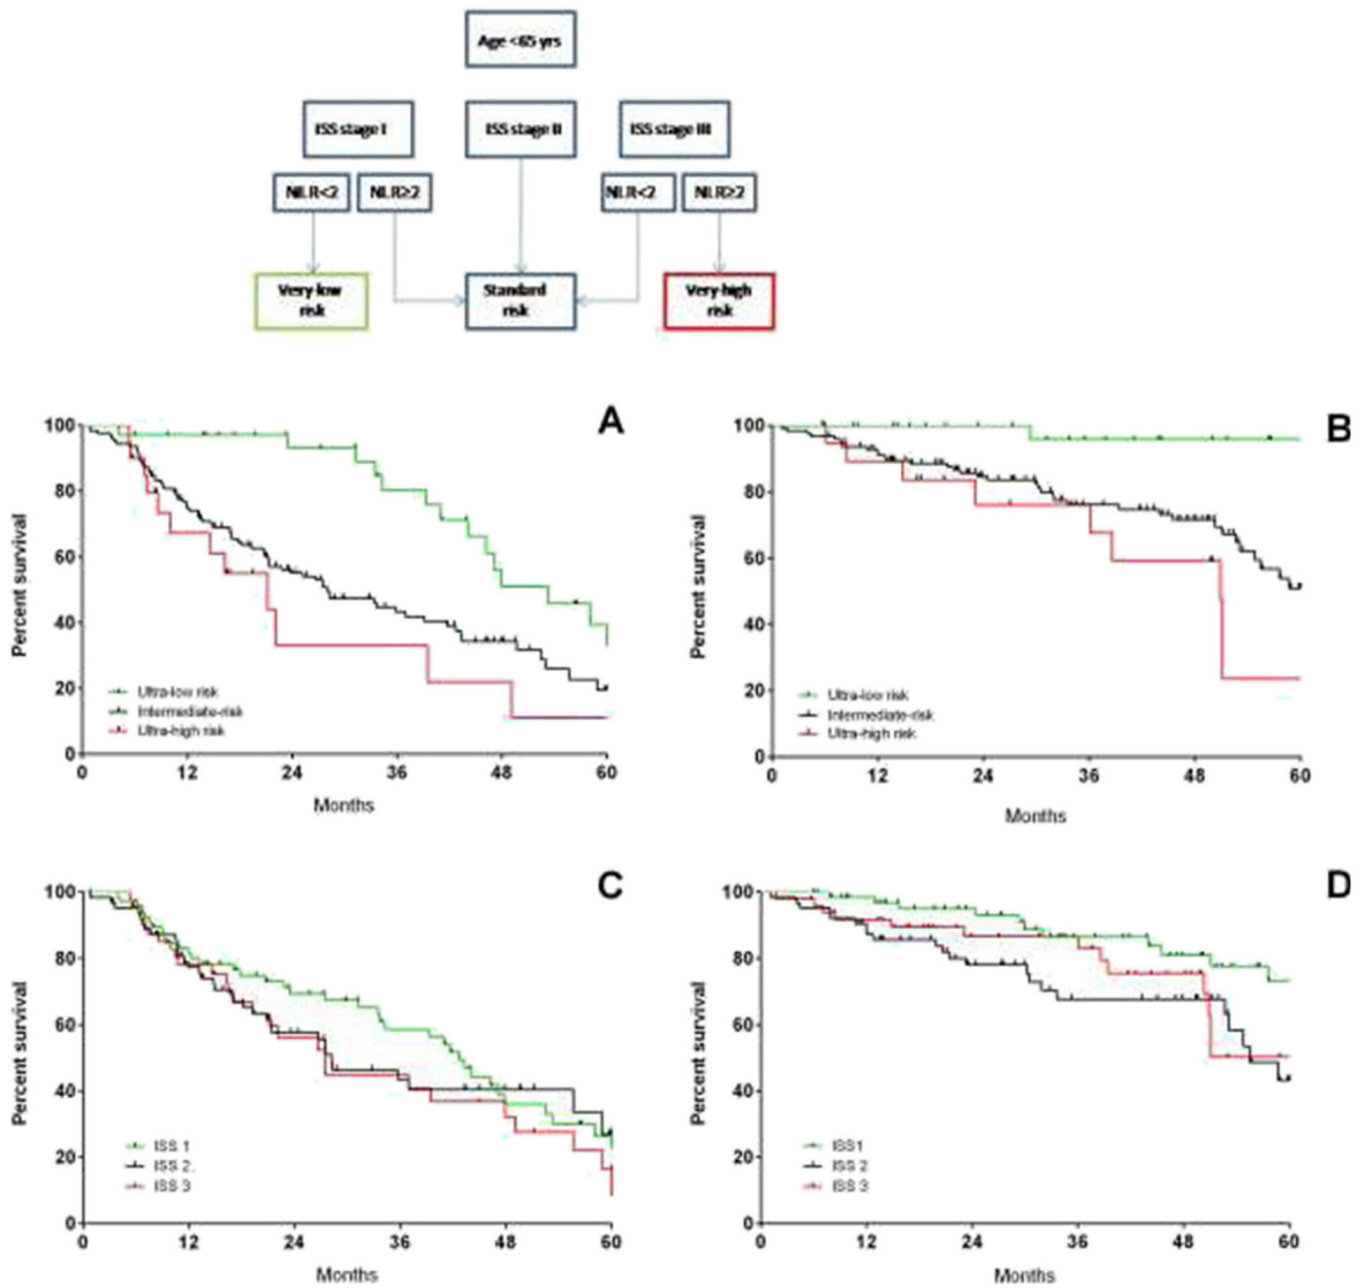 Age <65 yrs
ISS stage I
ISS stage II
ISS stage III
NLR<2
NLR≥2
NLR<2
NLR≥2
Very-low
risk
Standard
risk
Very-high
risk
A
100
80
60
40
20
0
Percent survival
Ultra-low risk
Intermediate-risk
Ultra-high risk
0 12 24 36 48 60
Months
B
100
80
60
40
20
0
Percent survival
Ultra-low risk
Intermediate-risk
Ultra-high risk
0 12 24 36 48 60
Months
C
100
80
60
40
20
0
Percent survival
ISS 1
ISS 2.
ISS 3
0 12 24 36 48 60
Months
D
100
80
60
40
20
0
Percent survival
ISS1
ISS 2
ISS 3
0 12 24 36 48 60
Months